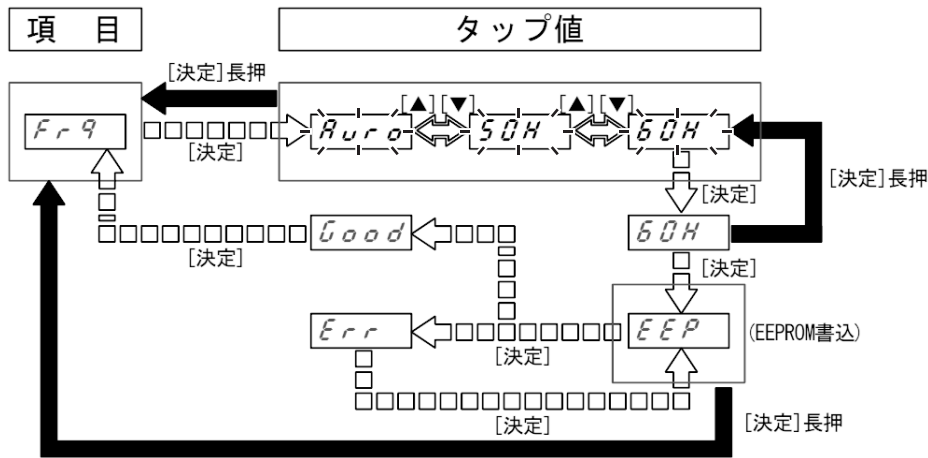 項 目
タップ値
[決定]長押
[▲][▼]
[▲][▼]
Frq
Auto
50H
60H
[決定]
[決定]長押
[決定]
Good
60H
[決定]
[決定]
Err
EEP
(EEPROM書込)
[決定]
[決定]
[決定]長押